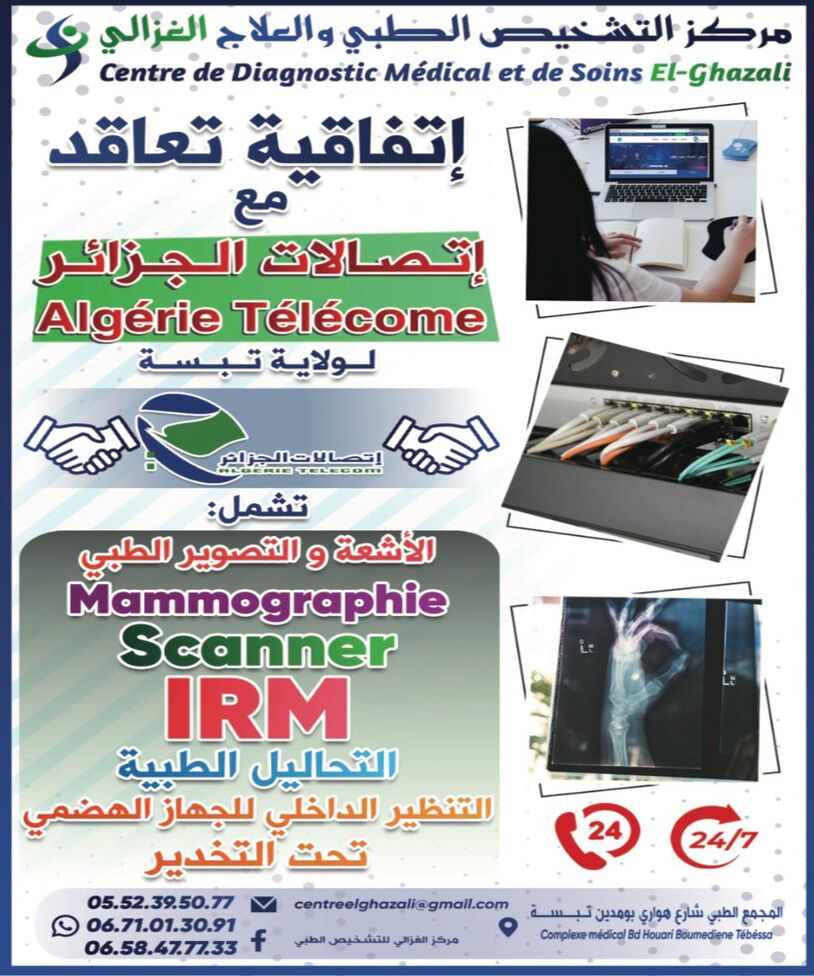 مركز التشخيص الطبي والعلاج الغزالي
Centre de Diagnostic Médical et de Soins El-Ghazali
إتفاقية تعاقد
مع
إتصالات الجزائر
Algérie Télécome
لولاية تبسة
إتصالات الجزائر
ALGERIE TELECOM
تشمل:
الأشعة و التصوير الطبي
Mammographie
Scanner
IRM
التحاليل الطبية
التنظير الداخلي للجهاز الهضمي
تحت التخدير
24
24/7
05.52.39.50.77
06.71.01.30.91
06.58.47.77.33
centreelghazali@gmail.com
مركز الغزالي للتشخيص الطبي
المجمع الطبي شارع هواري بومدين تبسة
Complexe médical Bd Houari Boumediene Tébéssa